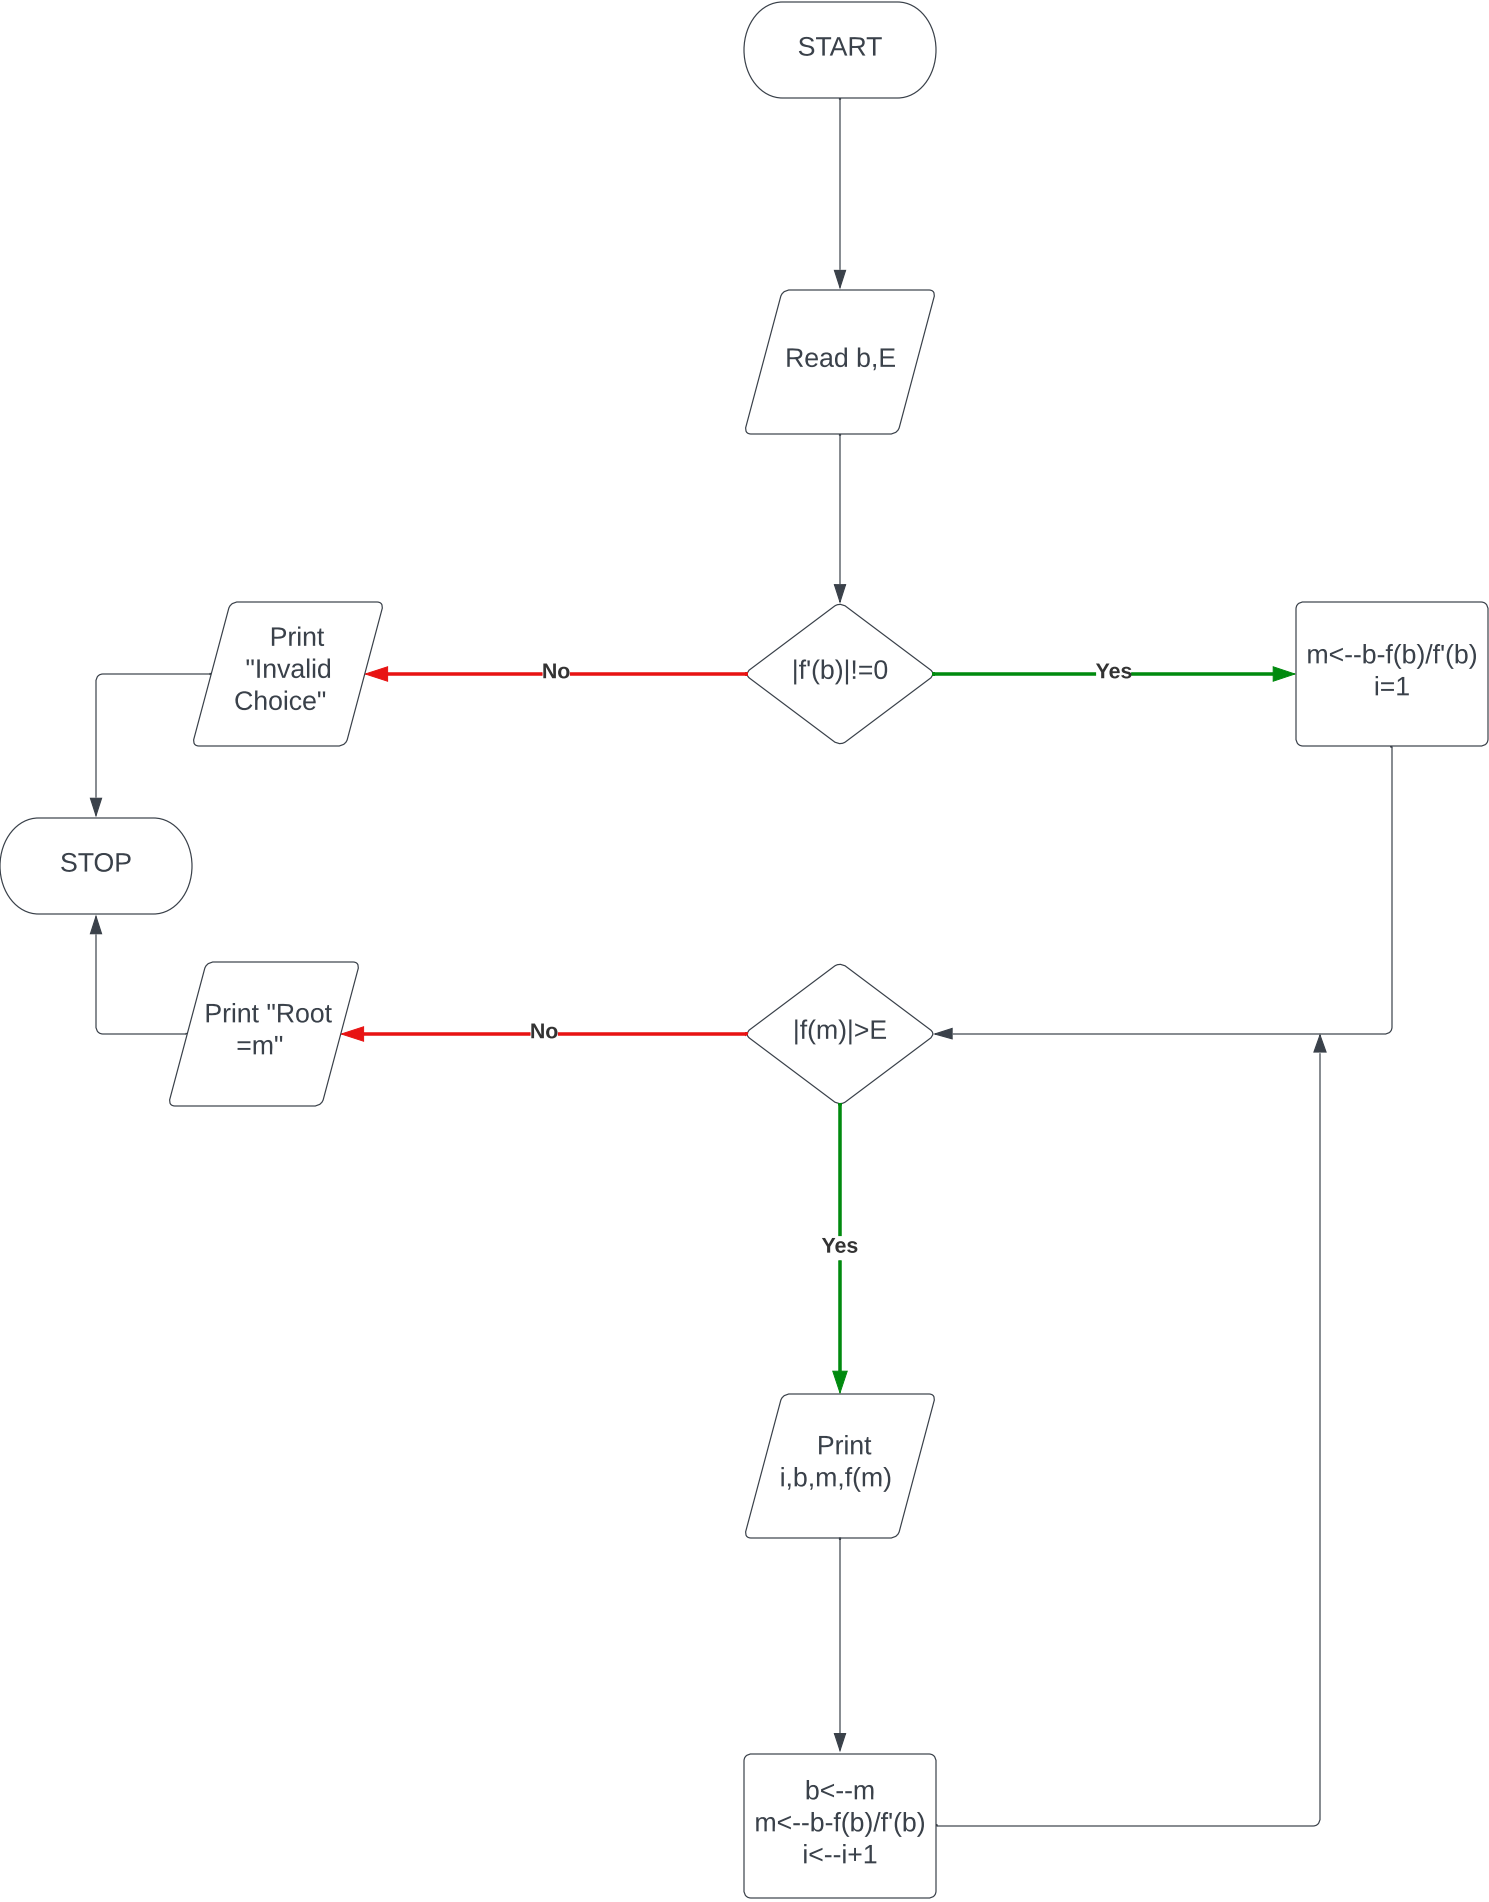 START
Read b,E
Print
"Invalid
Choice"
No
|f'(b)|!=0
Yes
m<--b-f(b)/f'(b)
i=1
STOP
Print "Root
=m"
No
|f(m)|>E
Yes
Print
i,b,m,f(m)
b<--m
m<--b-f(b)/f'(b)
i<--i+1